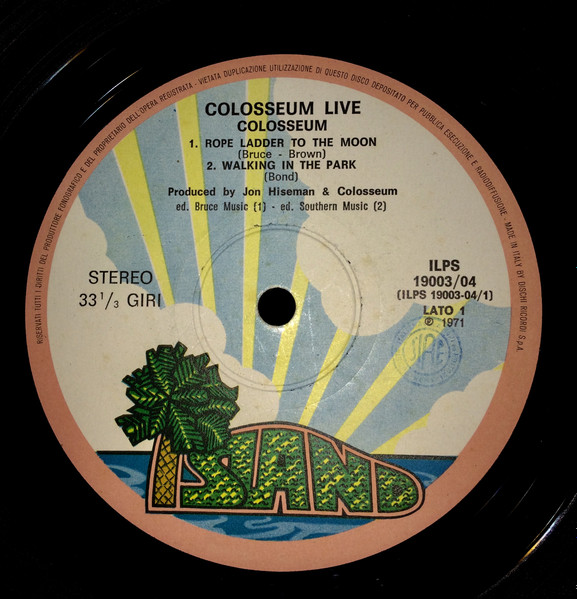 RISERVATI TUTTI I DIRITTI DEL PRODUTTORE FONOGRAFICO E DEL PROPRIETARIO DELL'OPERA REGISTRATA - VIETATA DUPLICAZIONE UTILIZZAZIONE DI QUESTO DISCO DEPOSITATO PER PUBBLICA ESECUZIONE E RADIODIFFUSIONE - MADE IN ITALY BY DISCHI RICORDI S.p.A.
COLOSSEUM LIVE
COLOSSEUM
1. ROPE LADDER TO THE MOON
(Bruce - Brown)
2. WALKING IN THE PARK
(Bond)
Produced by Jon Hiseman & Colosseum
ed. Bruce Music (1) - ed. Southern Music (2)
STEREO
33 1/3 GIRI
ILPS
19003/04
(ILPS 19003-04/1)
LATO 1
℗ 1971
SIAE
ISLAND